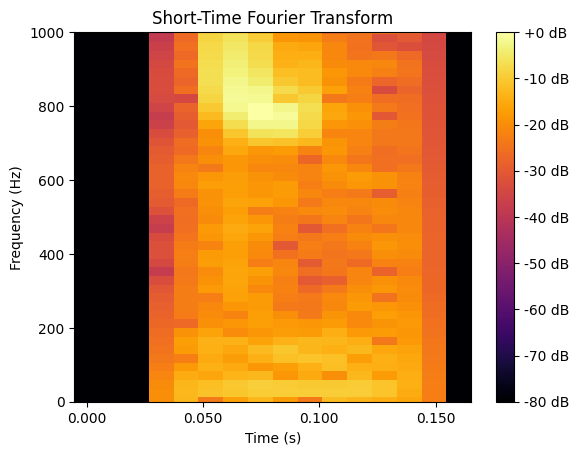 Short-Time Fourier Transform
1000
800
600
400
200
0
Frequency (Hz)
0.000
0.050
0.100
0.150
Time (s)
+0 dB
-10 dB
-20 dB
-30 dB
-40 dB
-50 dB
-60 dB
-70 dB
-80 dB